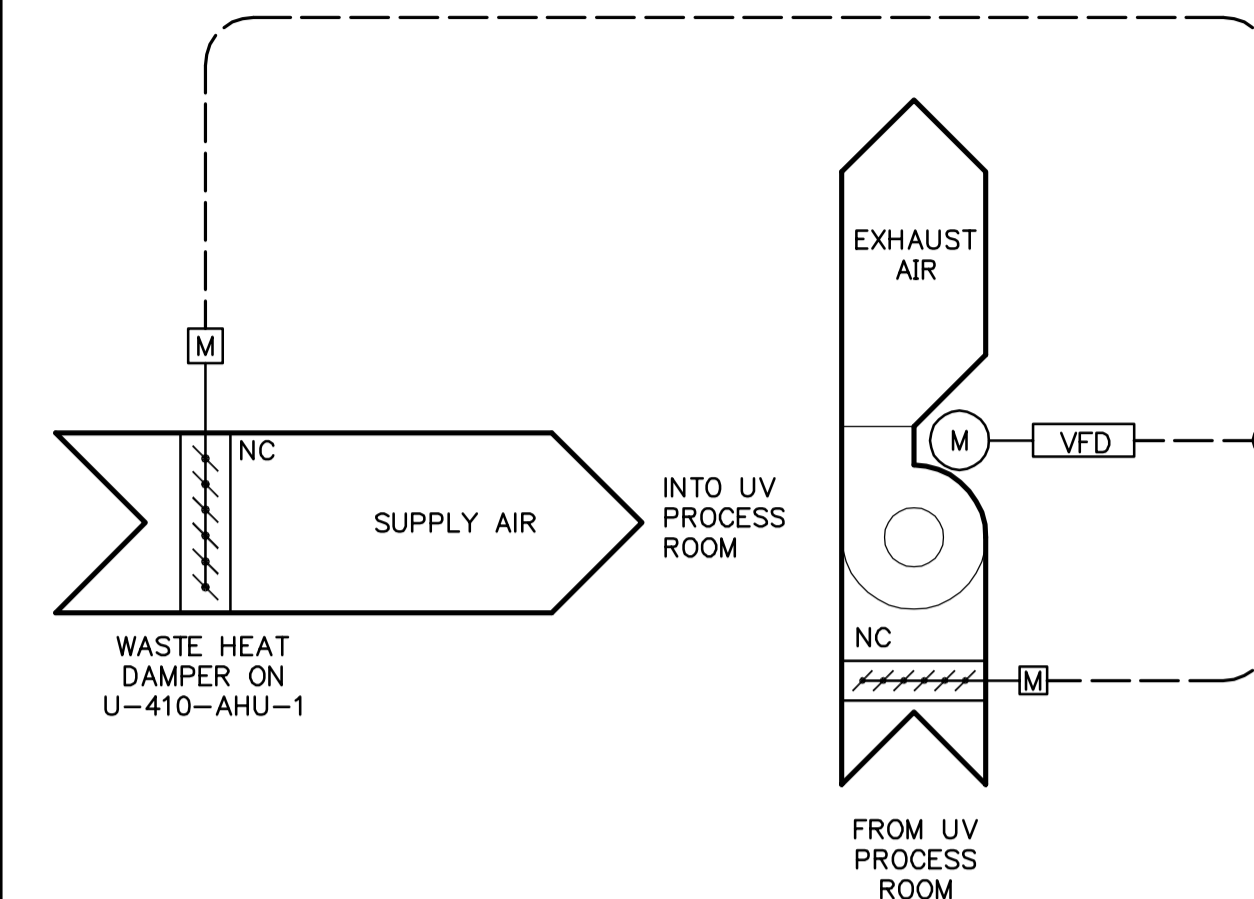 EXHAUST
AIR
M
NC
SUPPLY AIR
M
VFD
INTO UV
PROCESS
ROOM
WASTE HEAT
DAMPER ON
U-410-AHU-1
NC
M
FROM UV
PROCESS
ROOM